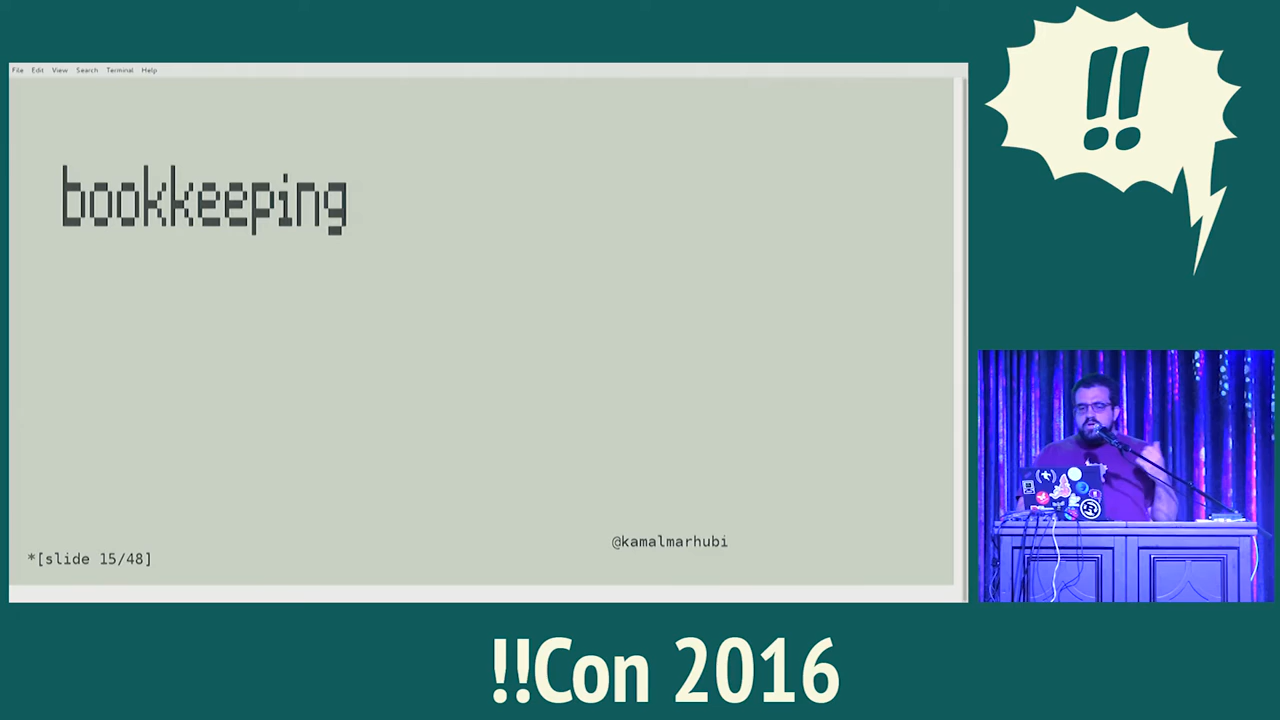 !!
File Edit View Search Terminal Help
bookkeeping
@kamalmarhubi
*[slide 15/48]
!!Con 2016